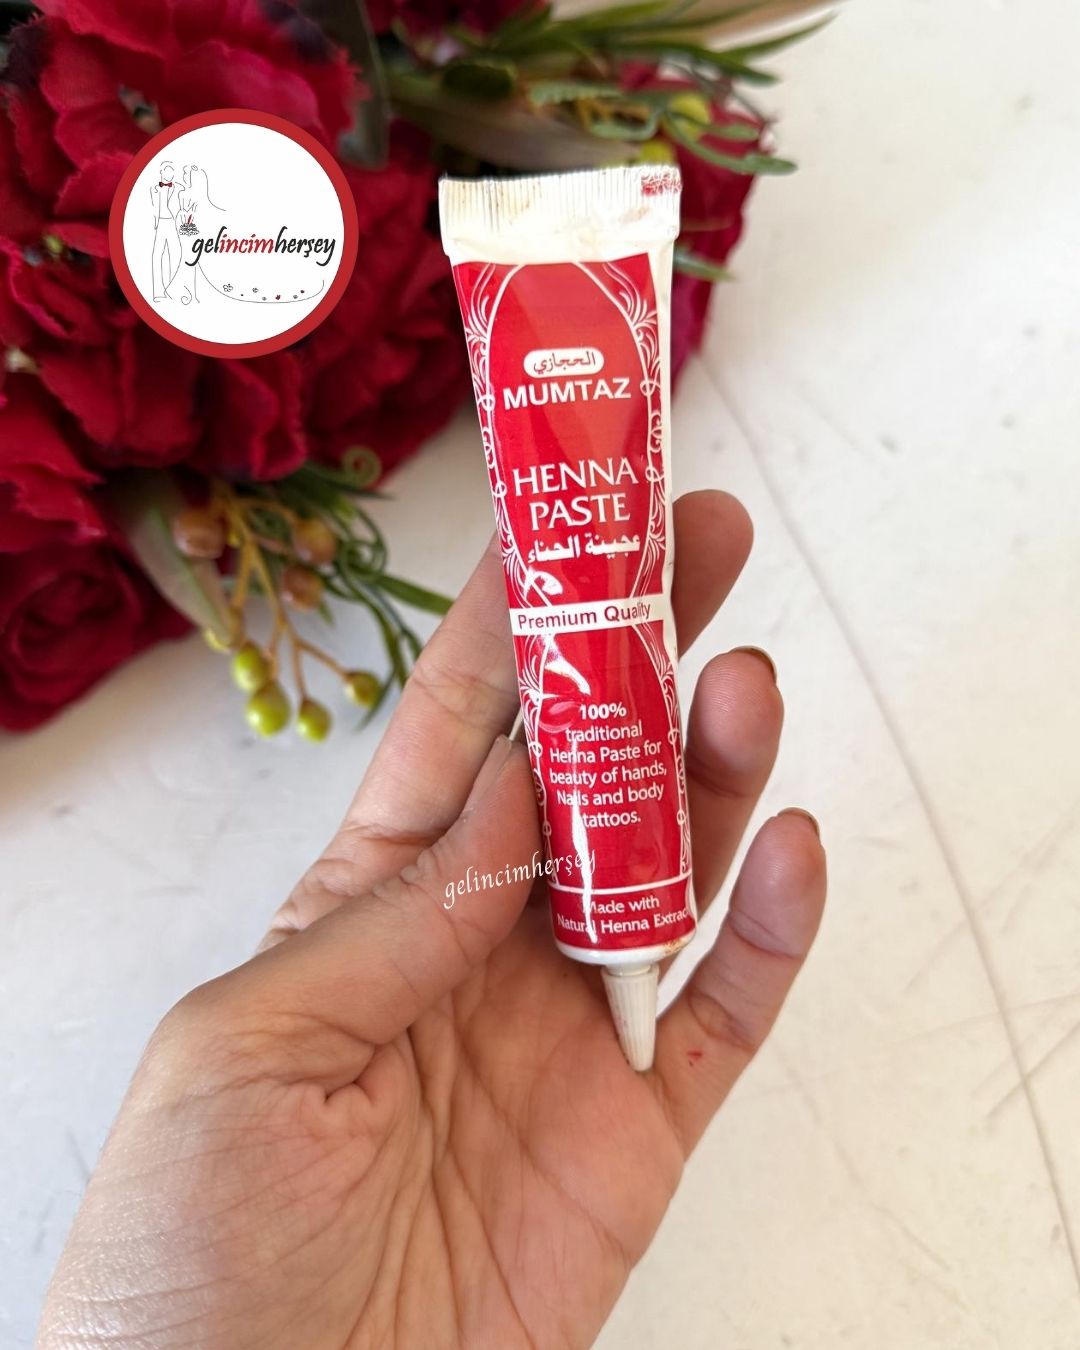 gelincimherşey
الحجازي
MUMTAZ
HENNA
PASTE
عجينة الحناء
Premium Quality
100%
traditional
Henna Paste for
beauty of hands,
Nails and body
tattoos.
gelincimherşey
Made with
Natural Henna Extrac